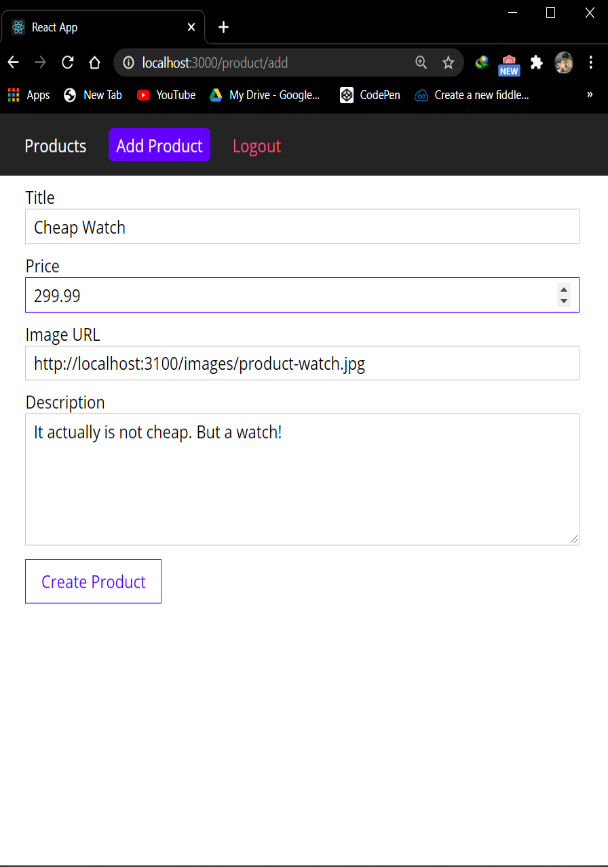 React App
localhost:3000/product/add
NEW
Apps New Tab YouTube My Drive - Google... CodePen Create a new fiddle... »
Products Add Product Logout
Title
Cheap Watch
Price
299.99
Image URL
http://localhost:3100/images/product-watch.jpg
Description
It actually is not cheap. But a watch!
Create Product